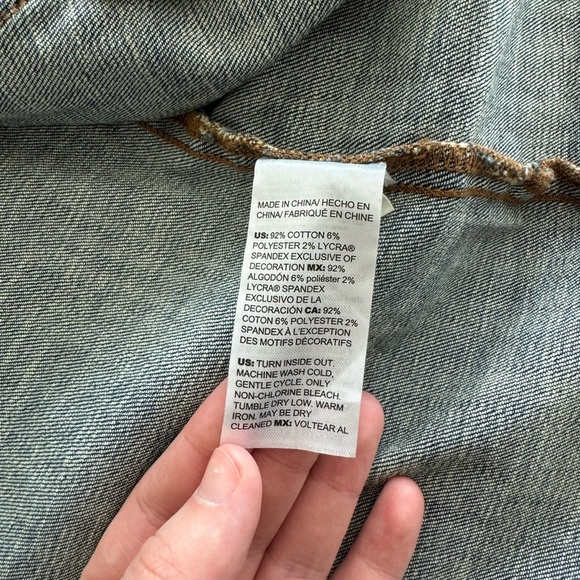 MADE IN CHINA/ HECHO EN
CHINA/ FABRIQUÉ EN CHINE
US: 92% COTTON 6%
POLYESTER 2% LYCRA®
SPANDEX EXCLUSIVE OF
DECORATION MX: 92%
ALGODÓN 6% poliéster 2%
LYCRA® SPANDEX
EXCLUSIVO DE LA
DECORACIÓN CA: 92%
COTON 6% POLYESTER 2%
SPANDEX À L'EXCEPTION
DES MOTIFS DÉCORATIFS
US: TURN INSIDE OUT.
MACHINE WASH COLD,
GENTLE CYCLE. ONLY
NON-CHLORINE BLEACH.
TUMBLE DRY LOW. WARM
IRON. MAY BE DRY
CLEANED MX: VOLTEAR AL